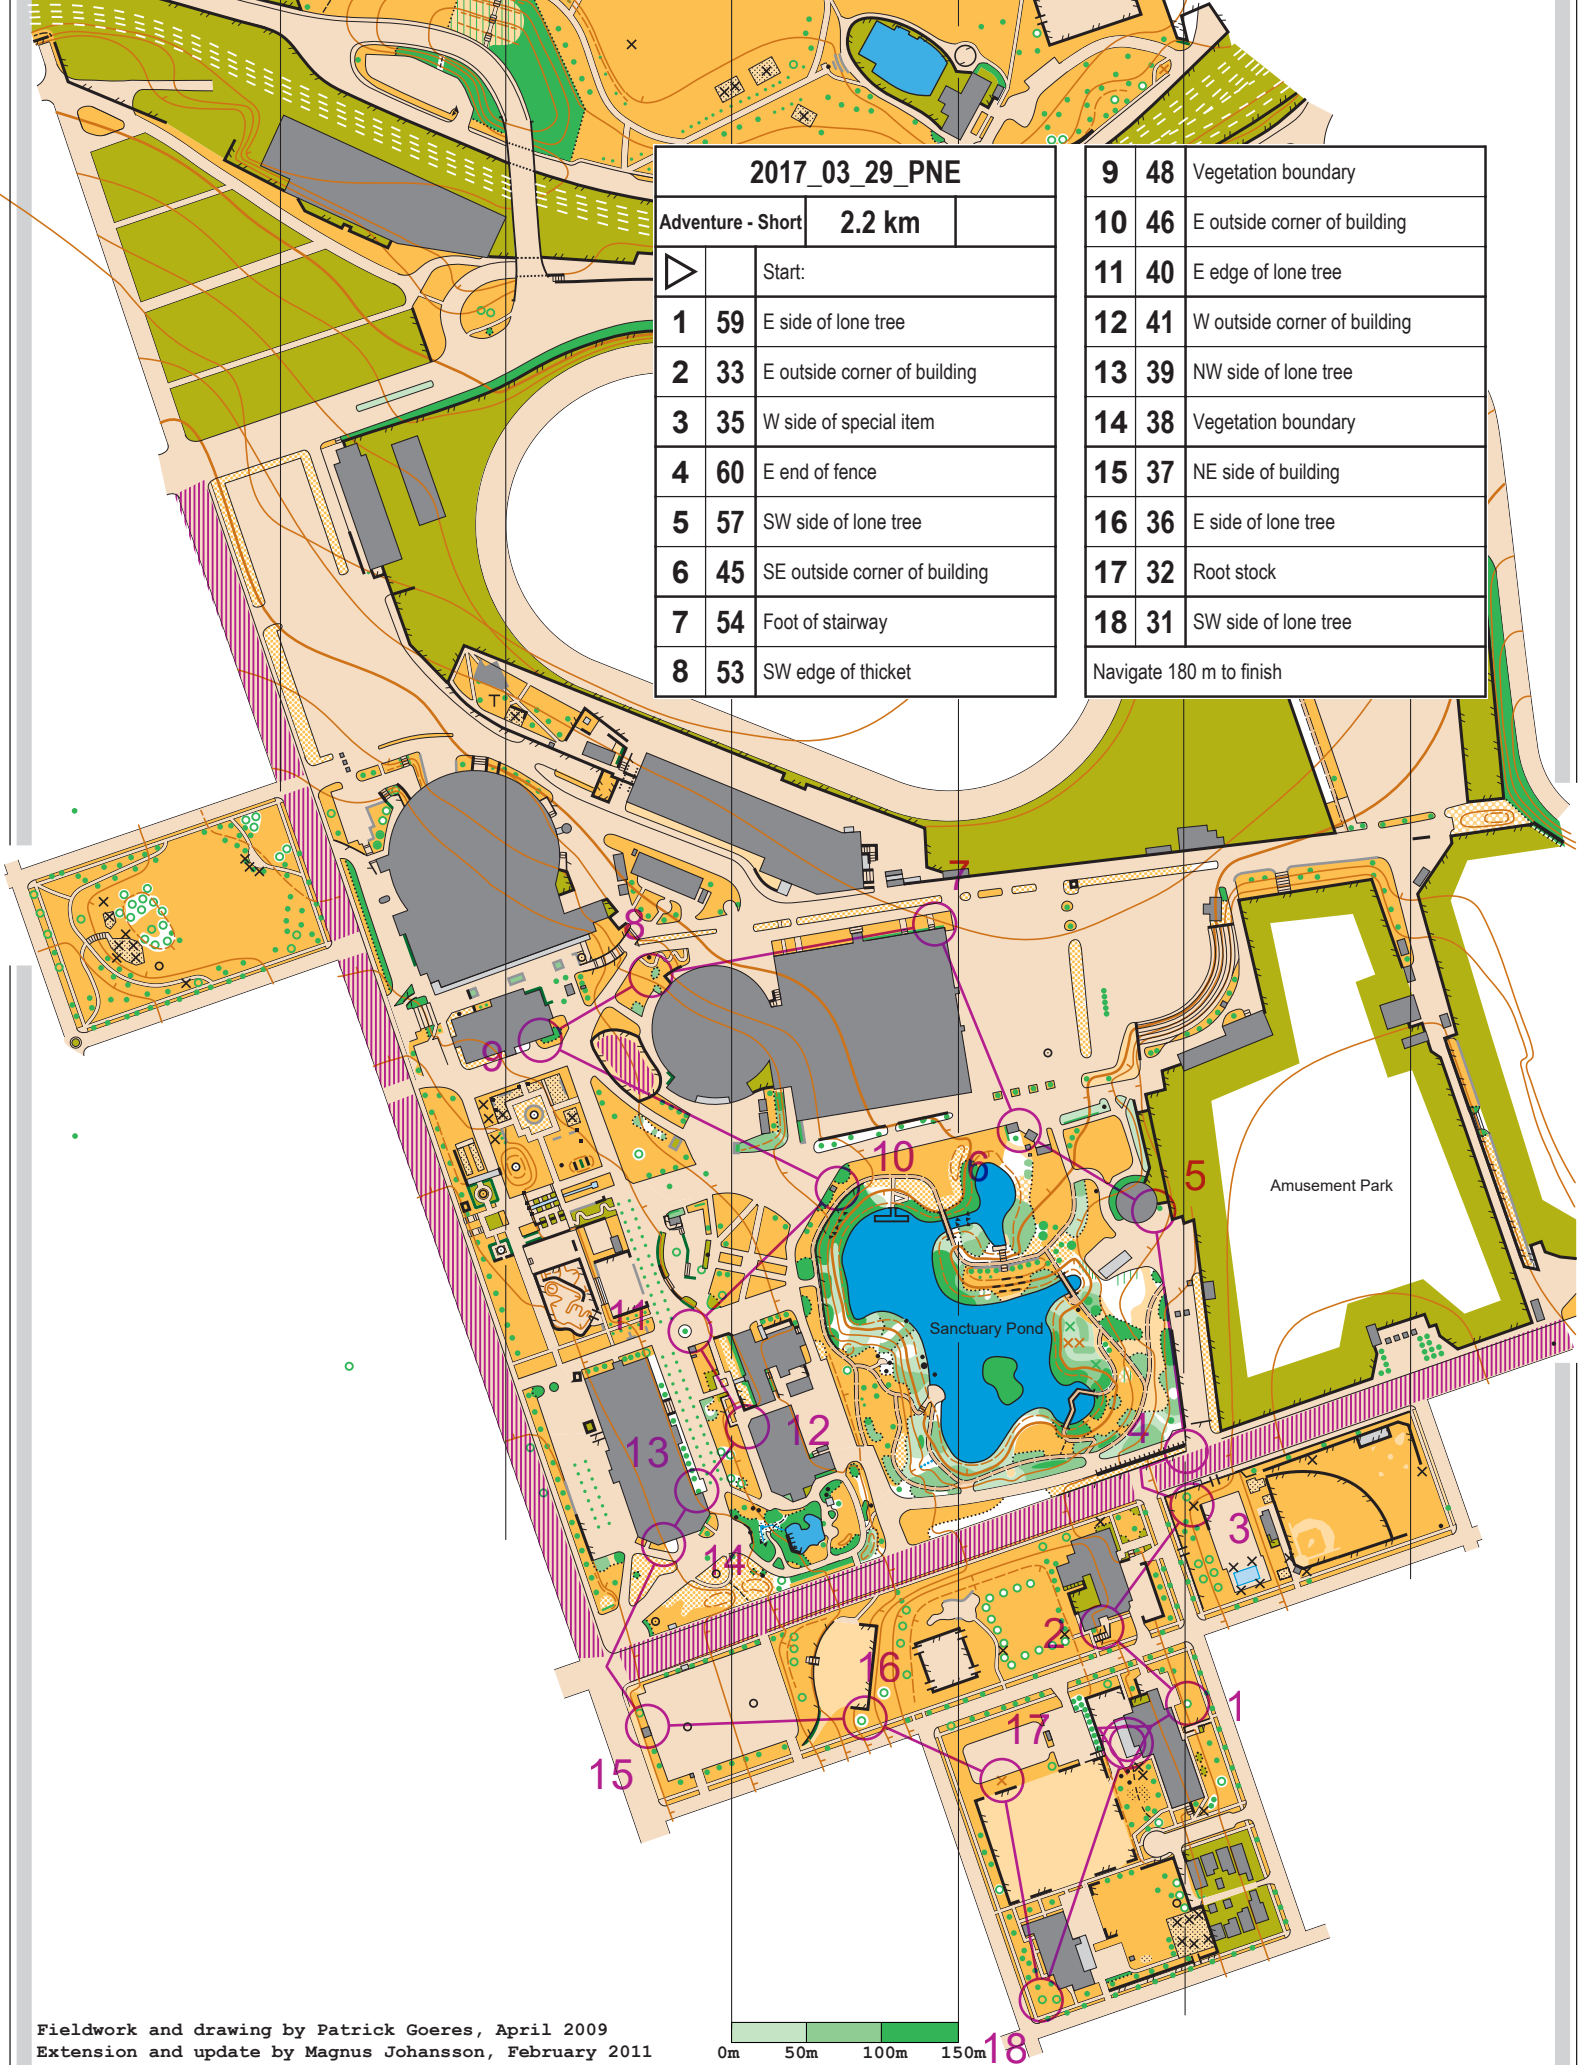 2017_03_29_PNE
Adventure - Short 2.2 km
Start:
1 59 E side of lone tree
2 33 E outside corner of building
3 35 W side of special item
4 60 E end of fence
5 57 SW side of lone tree
6 45 SE outside corner of building
7 54 Foot of stairway
8 53 SW edge of thicket
9 48 Vegetation boundary
10 46 E outside corner of building
11 40 E edge of lone tree
12 41 W outside corner of building
13 39 NW side of lone tree
14 38 Vegetation boundary
15 37 NE side of building
16 36 E side of lone tree
17 32 Root stock
18 31 SW side of lone tree
Navigate 180 m to finish
7
8
9
10
6
5
Amusement Park
11
Sanctuary Pond
12
4
13
3
14
2
16
1
17
15
18
Fieldwork and drawing by Patrick Goeres, April 2009
Extension and update by Magnus Johansson, February 2011
0m 50m 100m 150m